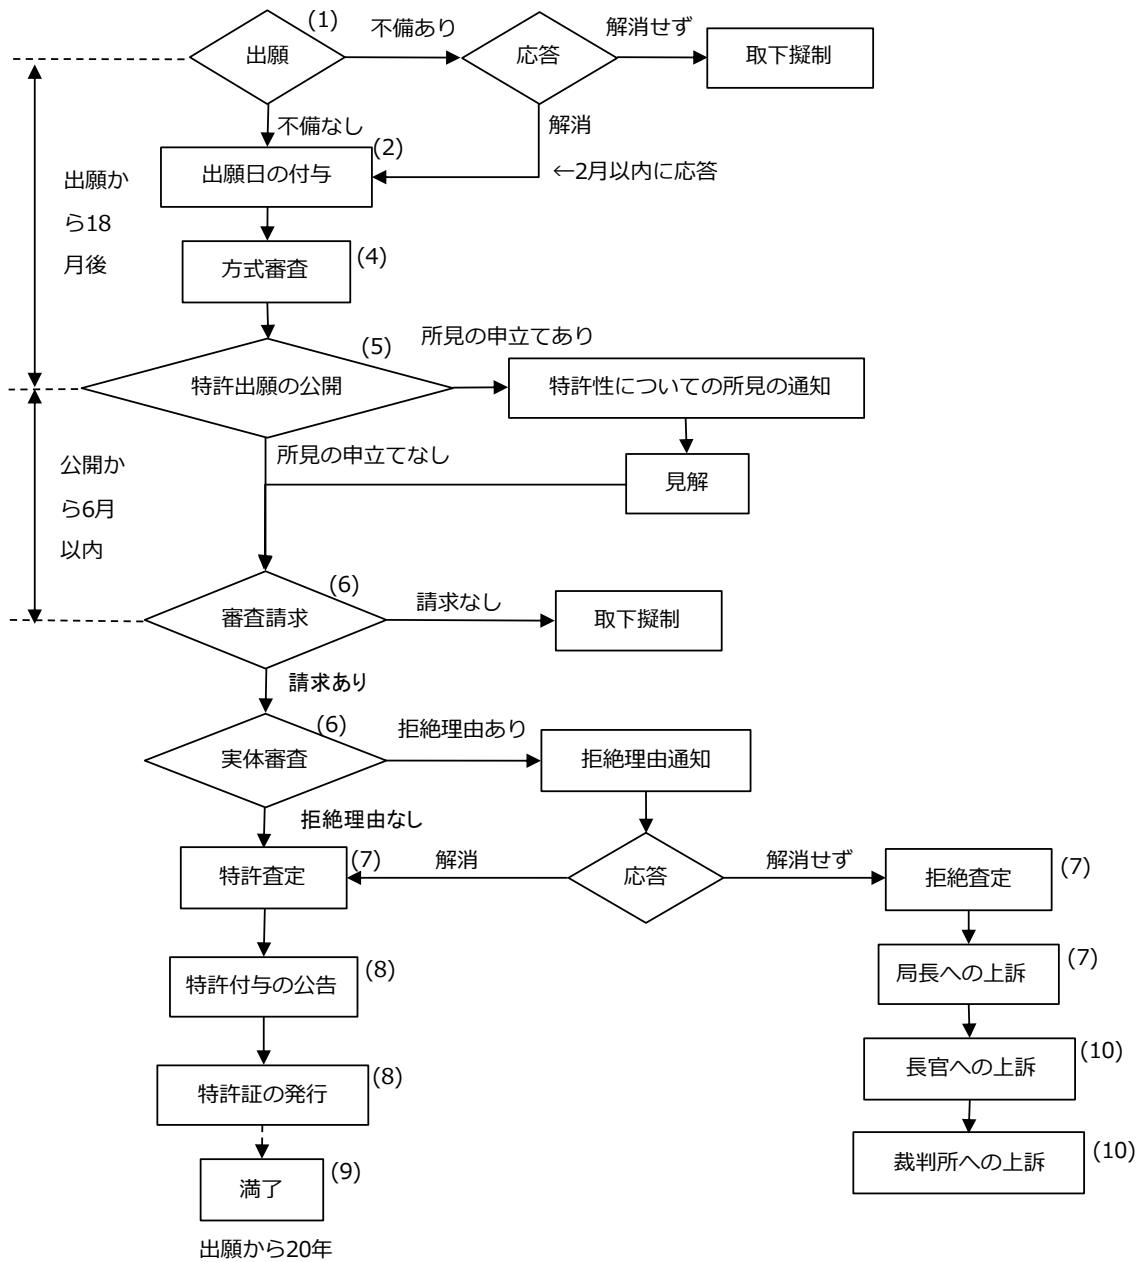 (1)
出願
不備あり
応答
解消せず
取下擬制
不備なし
解消
(2)
出願日の付与
←2月以内に応答
出願か
ら18
月後
(4)
方式審査
(5)
特許出願の公開
所見の申立てあり
特許性についての所見の通知
所見の申立てなし
見解
公開か
ら6月
以内
(6)
審査請求
請求なし
取下擬制
請求あり
(6)
実体審査
拒絶理由あり
拒絶理由通知
拒絶理由なし
(7)
特許査定
解消
応答
解消せず
拒絶査定
(7)
局長への上訴
(7)
特許付与の公告
(8)
長官への上訴
(10)
特許証の発行
(8)
裁判所への上訴
(10)
満了
(9)
出願から20年